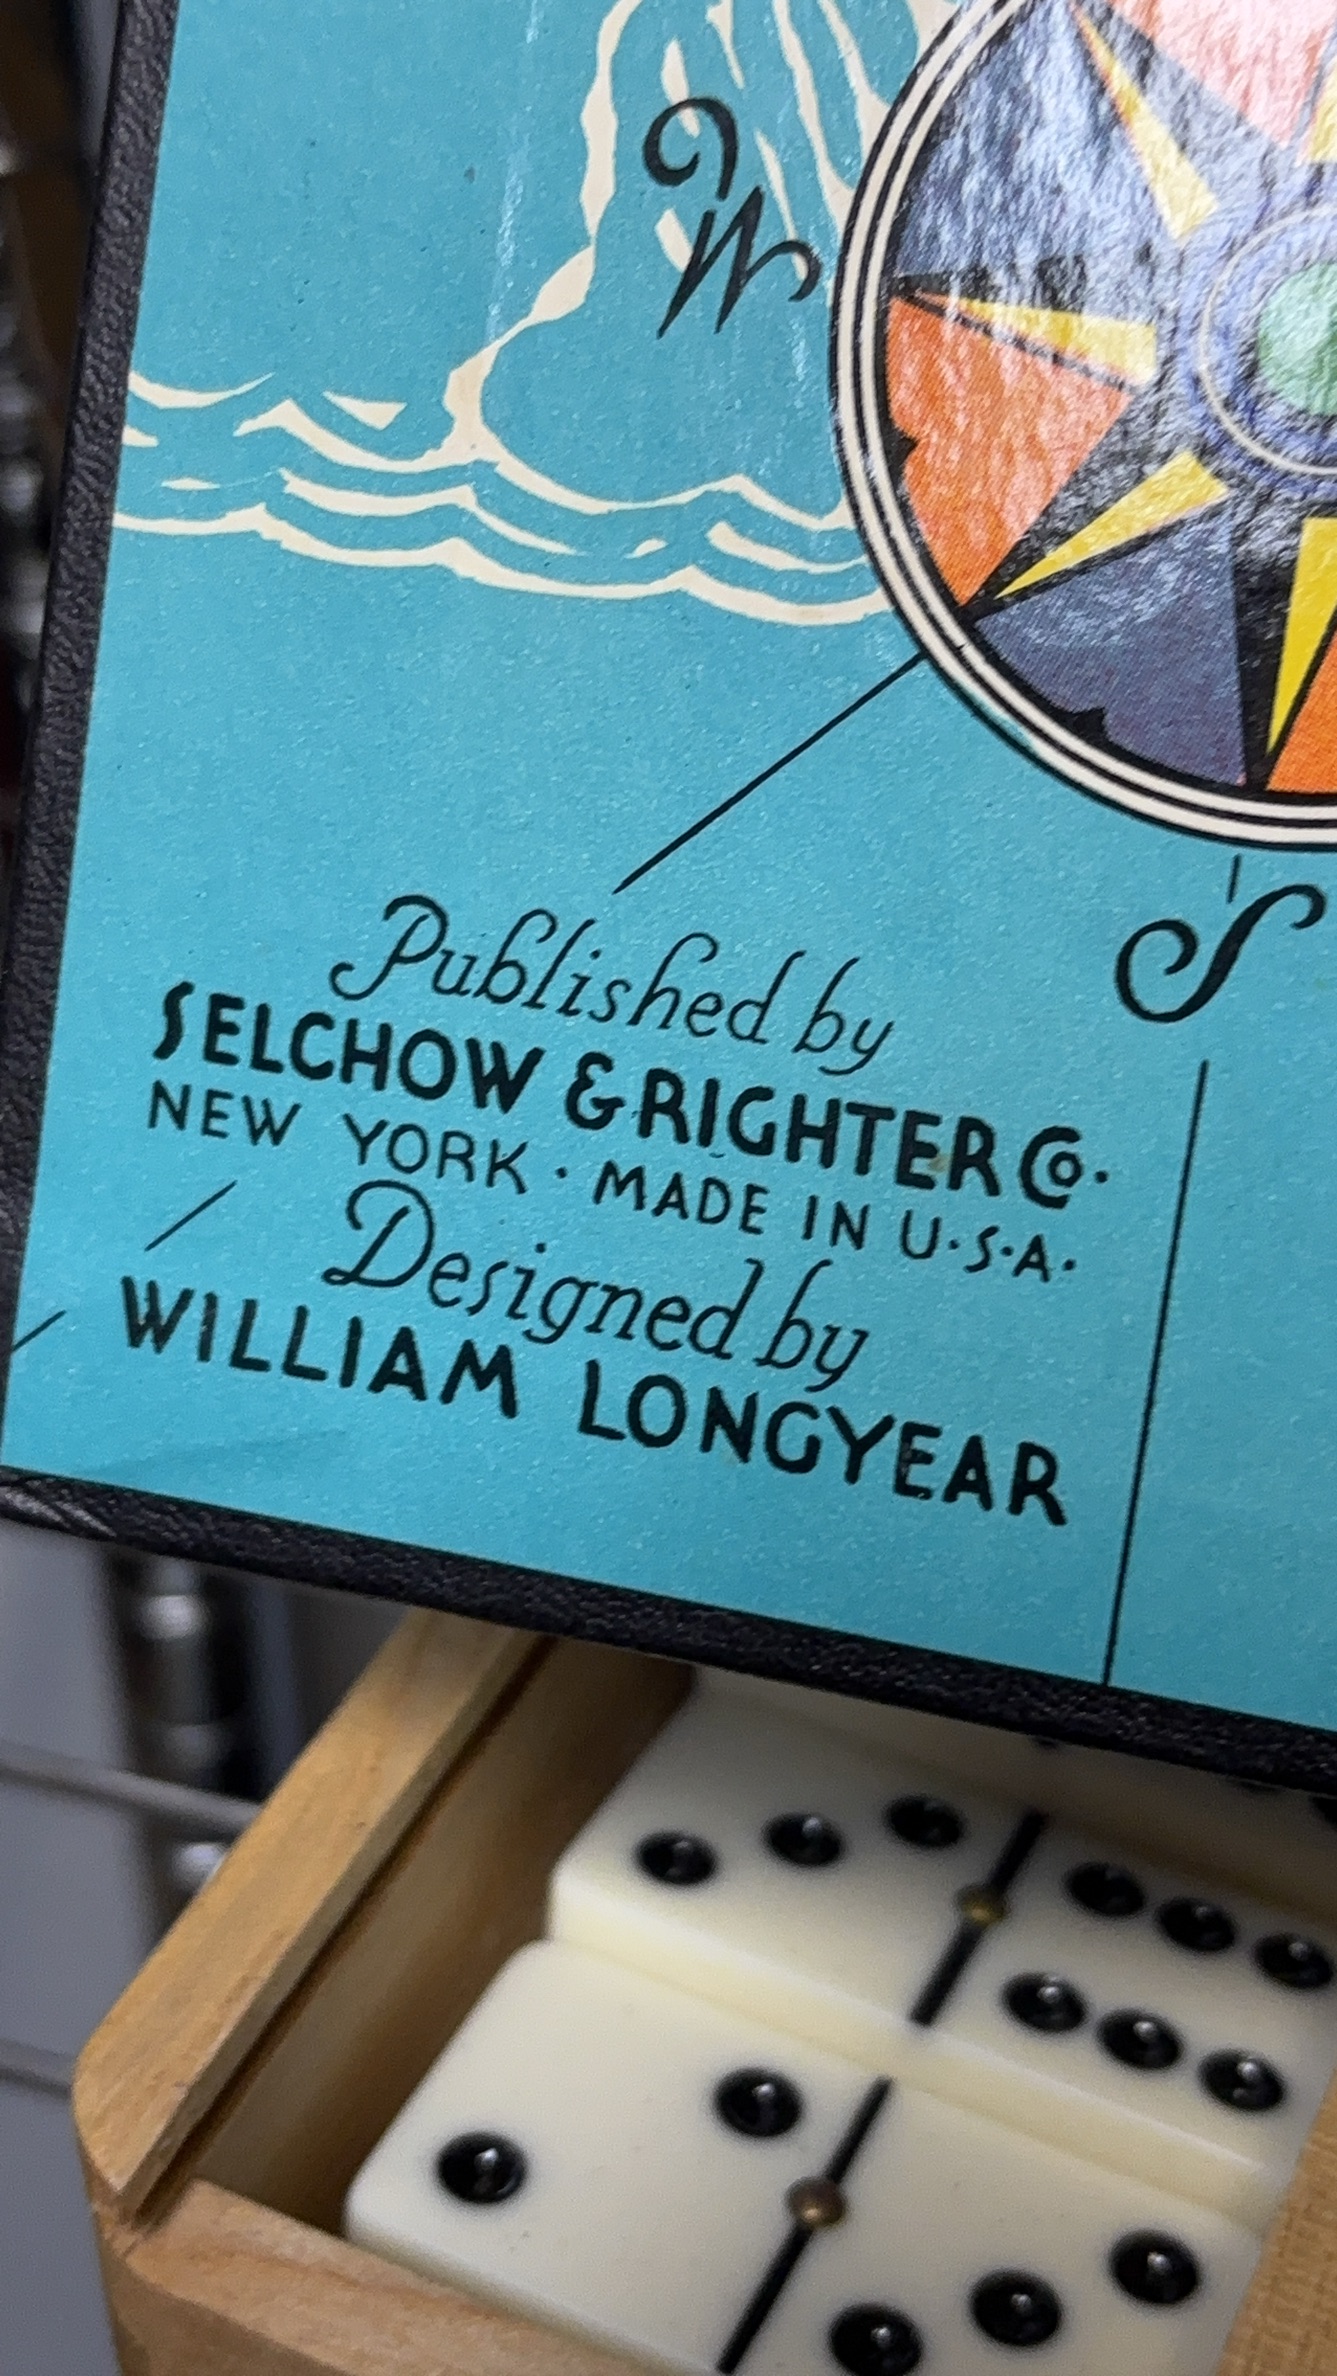 W
S
Published by
SELCHOW & RIGHTER Co.
NEW YORK · MADE IN U.S.A.
Designed by
WILLIAM LONGYEAR